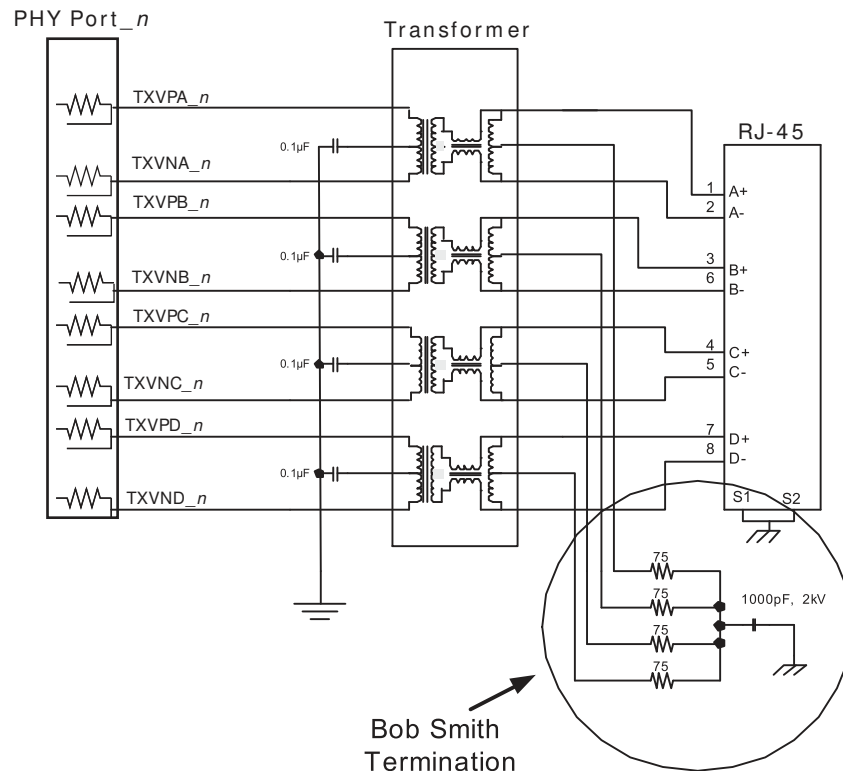 PHY Port_n
Transformer
TXVPA_n
0.1µF
TXVNA_n
TXVPB_n
0.1µF
TXVNB_n
TXVPC_n
0.1µF
TXVNC_n
TXVPD_n
0.1µF
TXVND_n
RJ-45
1 A+
2 A-
3 B+
6 B-
4 C+
5 C-
7 D+
8 D-
S1 S2
75
75
75
75
1000pF, 2kV
Bob Smith
Termination